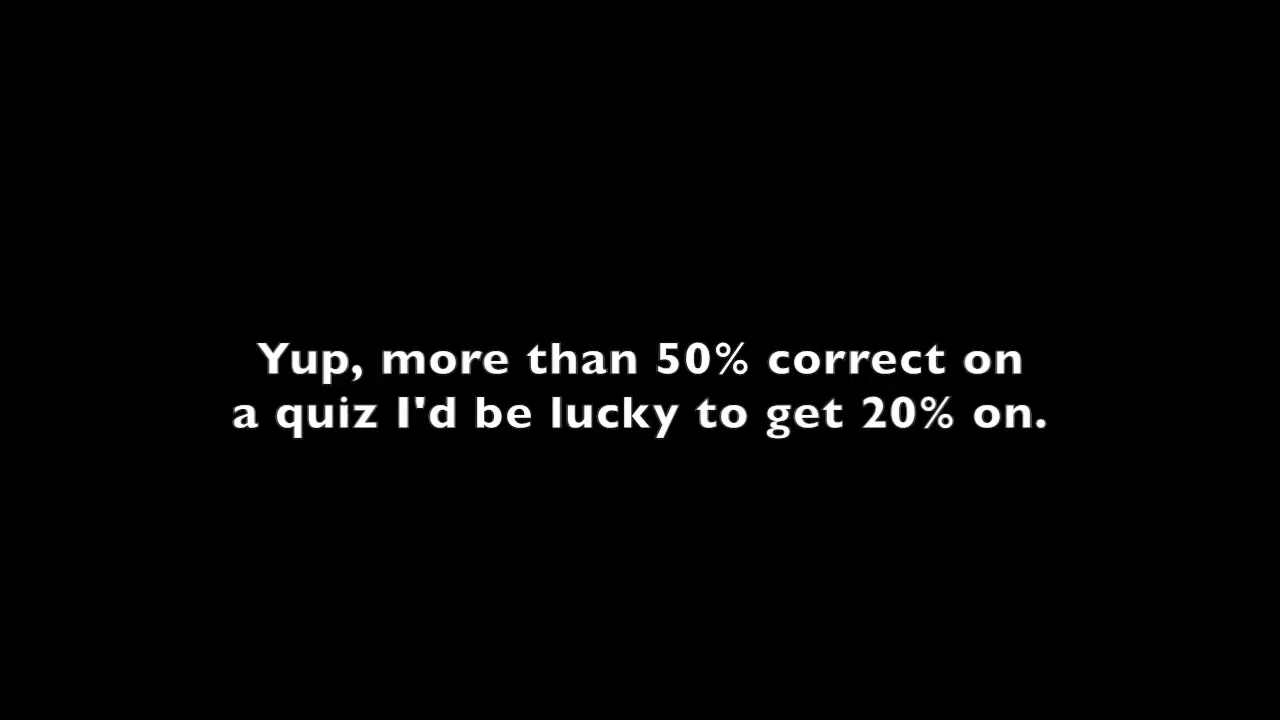 Yup, more than 50% correct on
a quiz I'd be lucky to get 20% on.